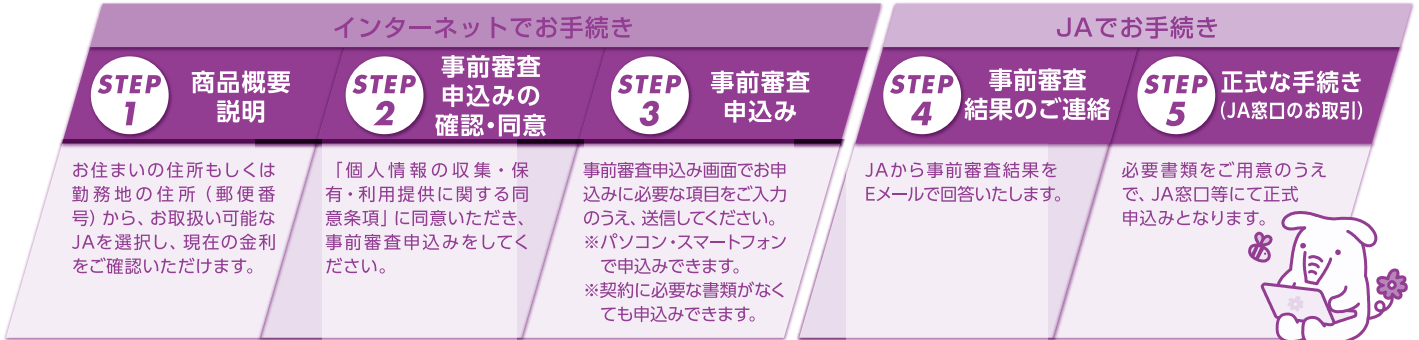 インターネットでお手続き
STEP
1
商品概要
説明
お住まいの住所もしくは
勤務地の住所（郵便番
号）から、お取扱い可能な
JAを選択し、現在の金利
をご確認いただけます。
STEP
2
事前審査
申込みの
確認・同意
「個人情報の収集・保
有・利用提供に関する同
意条項」に同意いただき、
事前審査申込みをしてく
ださい。
STEP
3
事前審査
申込み
事前審査申込み画面でお申
込みに必要な項目をご入力
のうえ、送信してください。
※パソコン・スマートフォン
で申込みできます。
※契約に必要な書類がなく
ても申込みできます。
JAでお手続き
STEP
4
事前審査
結果のご連絡
JAから事前審査結果を
Eメールで回答いたします。
STEP
5
正式な手続き
（JA窓口のお取引）
必要書類をご用意のうえ
で、JA窓口等にて正式
申込みとなります。